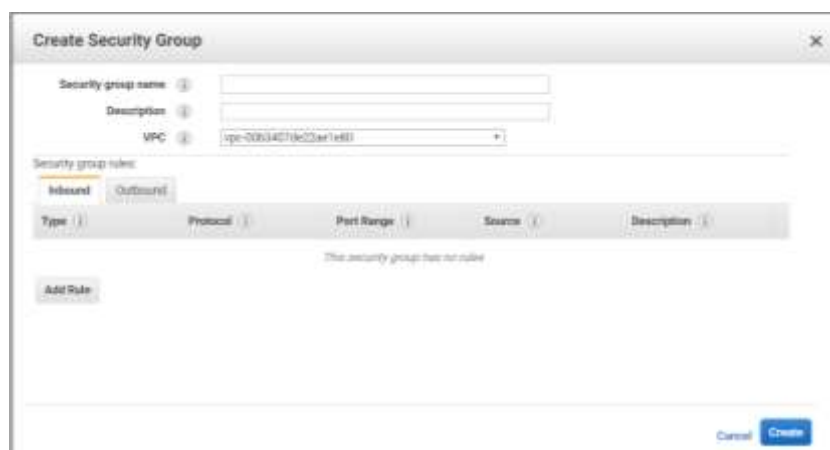 Create Security Group
Security group name
Description
VPC
Security group rules:
Inbound Outbound
Type Protocol Port Range Source Description
This security group has no rules
Add Rule
Cancel Create